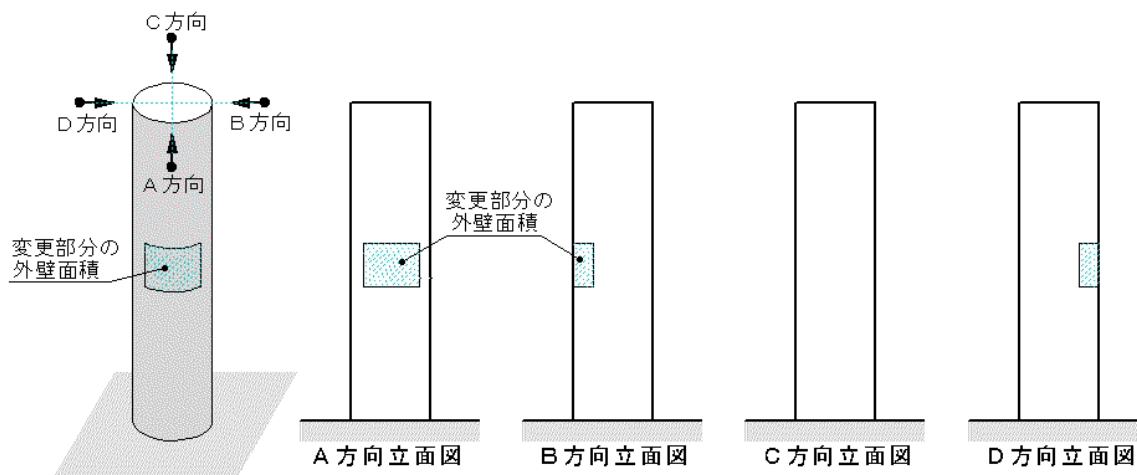 C方向
D方向
B方向
A方向
変更部分の
外壁面積
変更部分の
外壁面積
A方向立面図
B方向立面図
C方向立面図
D方向立面図